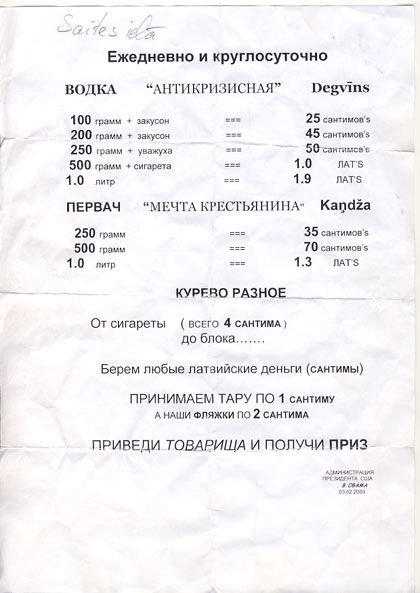 Saites ielā
Ежедневно и круглосуточно
ВОДКА “АНТИКРИЗИСНАЯ” Degvīns
100 грамм + закусон === 25 сантимов's
200 грамм + закусон === 45 сантимов's
250 грамм + уважуха === 50 сантимов's
500 грамм + сигарета === 1.0 ЛАТ'S
1.0 литр === 1.9 ЛАТ'S
ПЕРВАЧ “МЕЧТА КРЕСТЬЯНИНА” Kaņdža
250 грамм === 35 сантимов's
500 грамм === 70 сантимов's
1.0 литр === 1.3 ЛАТ'S
КУРЕВО РАЗНОЕ
От сигареты ( ВСЕГО 4 САНТИМА )
до блока…….
Берем любые латвийские деньги (САНТИМЫ)
ПРИНИМАЕМ ТАРУ ПО 1 САНТИМУ
А НАШИ ФЛЯЖКИ ПО 2 САНТИМА
ПРИВЕДИ ТОВАРИЩА И ПОЛУЧИ ПРИЗ
АДМИНИСТРАЦИЯ
ПРЕЗИДЕНТА США
B.OBAMA
03.02.2009